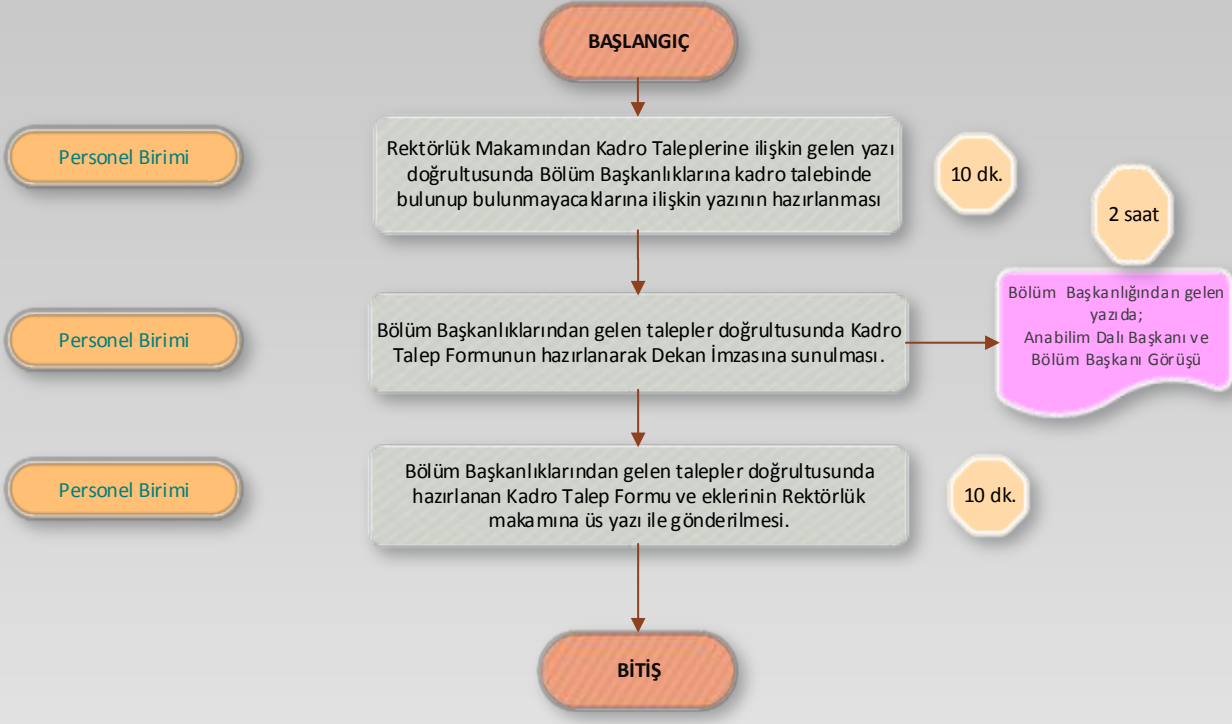 BAŞLANGIÇ
Personel Birimi
Rektörlük Makamından Kadro Taleplerine ilişkin gelen yazı
doğrultusunda Bölüm Başkanlıklarına kadro talebinde
bulunup bulunmayacaklarına ilişkin yazının hazırlanması
10 dk.
2 saat
Personel Birimi
Bölüm Başkanlıklarından gelen talepler doğrultusunda Kadro
Talep Formunun hazırlanarak Dekan İmzasına sunulması.
Bölüm Başkanlığından gelen
yazıda;
Anabilim Dalı Başkanı ve
Bölüm Başkanı Görüşü
Personel Birimi
Bölüm Başkanlıklarından gelen talepler doğrultusunda
hazırlanan Kadro Talep Formu ve eklerinin Rektörlük
makamına üs yazı ile gönderilmesi.
10 dk.
BİTİŞ